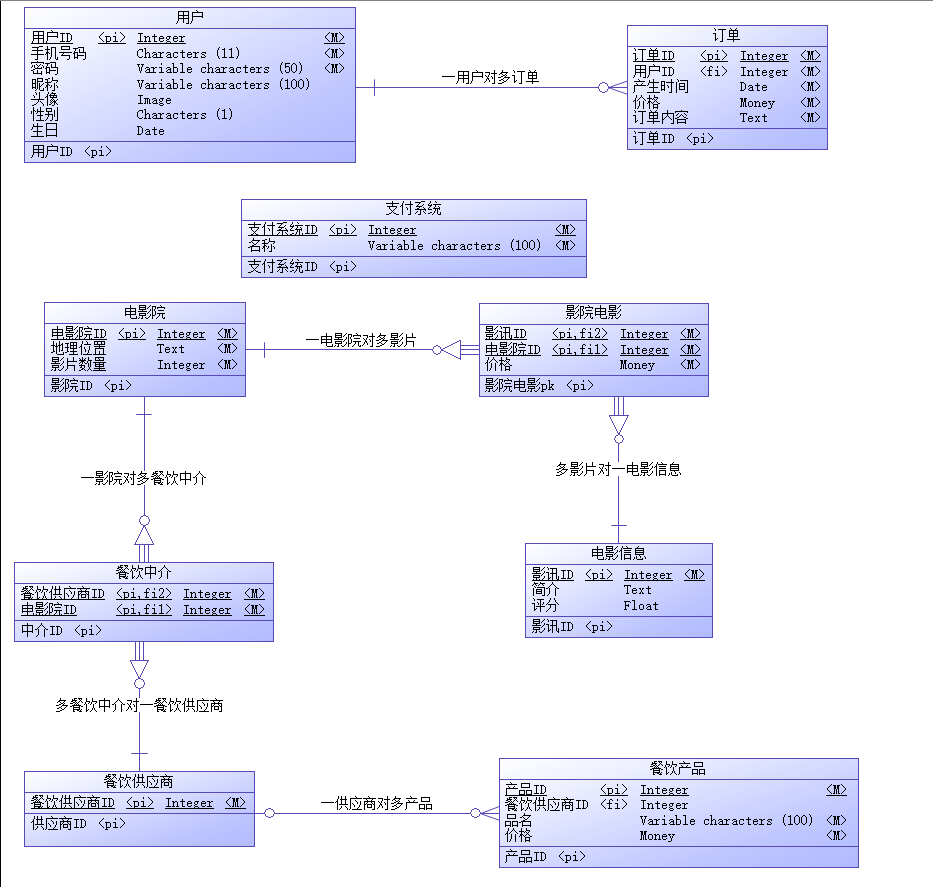 用户
用户ID <pi> Integer <M>
手机号码 Characters (11) <M>
密码 Variable characters (50) <M>
昵称 Variable characters (100)
头像 Image
性别 Characters (1)
生日 Date
用户ID <pi>
一用户对多订单
订单
订单ID <pi> Integer <M>
用户ID <fi> Integer <M>
产生时间 Date <M>
价格 Money <M>
订单内容 Text <M>
订单ID <pi>
支付系统
支付系统ID <pi> Integer <M>
名称 Variable characters (100) <M>
支付系统ID <pi>
电影院
电影院ID <pi> Integer <M>
地理位置 Text <M>
影片数量 Integer <M>
影院ID <pi>
一电影院对多影片
影院电影
影讯ID <pi,fi2> Integer <M>
电影院ID <pi,fi1> Integer <M>
价格 Money <M>
影院电影pk <pi>
一影院对多餐饮中介
多影片对一电影信息
餐饮中介
餐饮供应商ID <pi,fi2> Integer <M>
电影院ID <pi,fi1> Integer <M>
中介ID <pi>
电影信息
影讯ID <pi> Integer <M>
简介 Text
评分 Float
影讯ID <pi>
多餐饮中介对一餐饮供应商
餐饮供应商
餐饮供应商ID <pi> Integer <M>
供应商ID <pi>
一供应商对多产品
餐饮产品
产品ID <pi> Integer <M>
餐饮供应商ID <fi> Integer
品名 Variable characters (100) <M>
价格 Money <M>
产品ID <pi>